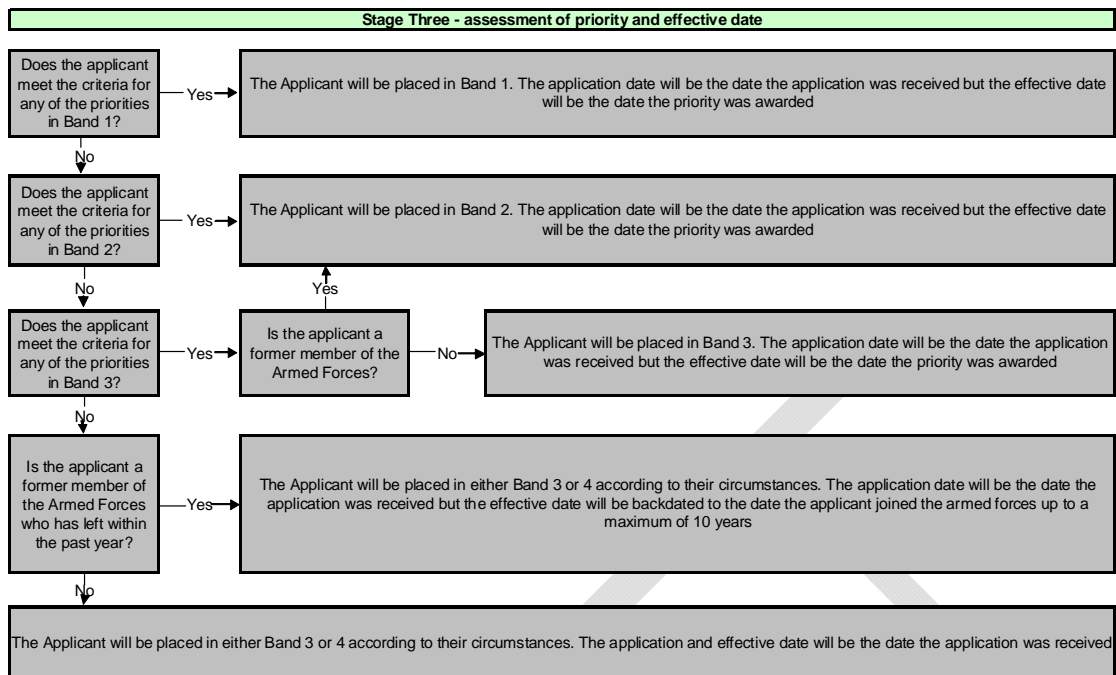 Stage Three - assessment of priority and effective date
Does the applicant
meet the criteria for
any of the priorities
in Band 1?
Yes
The Applicant will be placed in Band 1. The application date will be the date the application was received but the effective date
will be the date the priority was awarded
No
Does the applicant
meet the criteria for
any of the priorities
in Band 2?
Yes
The Applicant will be placed in Band 2. The application date will be the date the application was received but the effective date
will be the date the priority was awarded
No
Yes
Does the applicant
meet the criteria for
any of the priorities
in Band 3?
Yes
Is the applicant a
former member of the
Armed Forces?
No
The Applicant will be placed in Band 3. The application date will be the date the application
was received but the effective date will be the date the priority was awarded
No
Is the applicant a
former member of
the Armed Forces
who has left within
the past year?
Yes
The Applicant will be placed in either Band 3 or 4 according to their circumstances. The application date will be the date the
application was received but the effective date will be backdated to the date the applicant joined the armed forces up to a
maximum of 10 years
No
The Applicant will be placed in either Band 3 or 4 according to their circumstances. The application and effective date will be the date the application was received